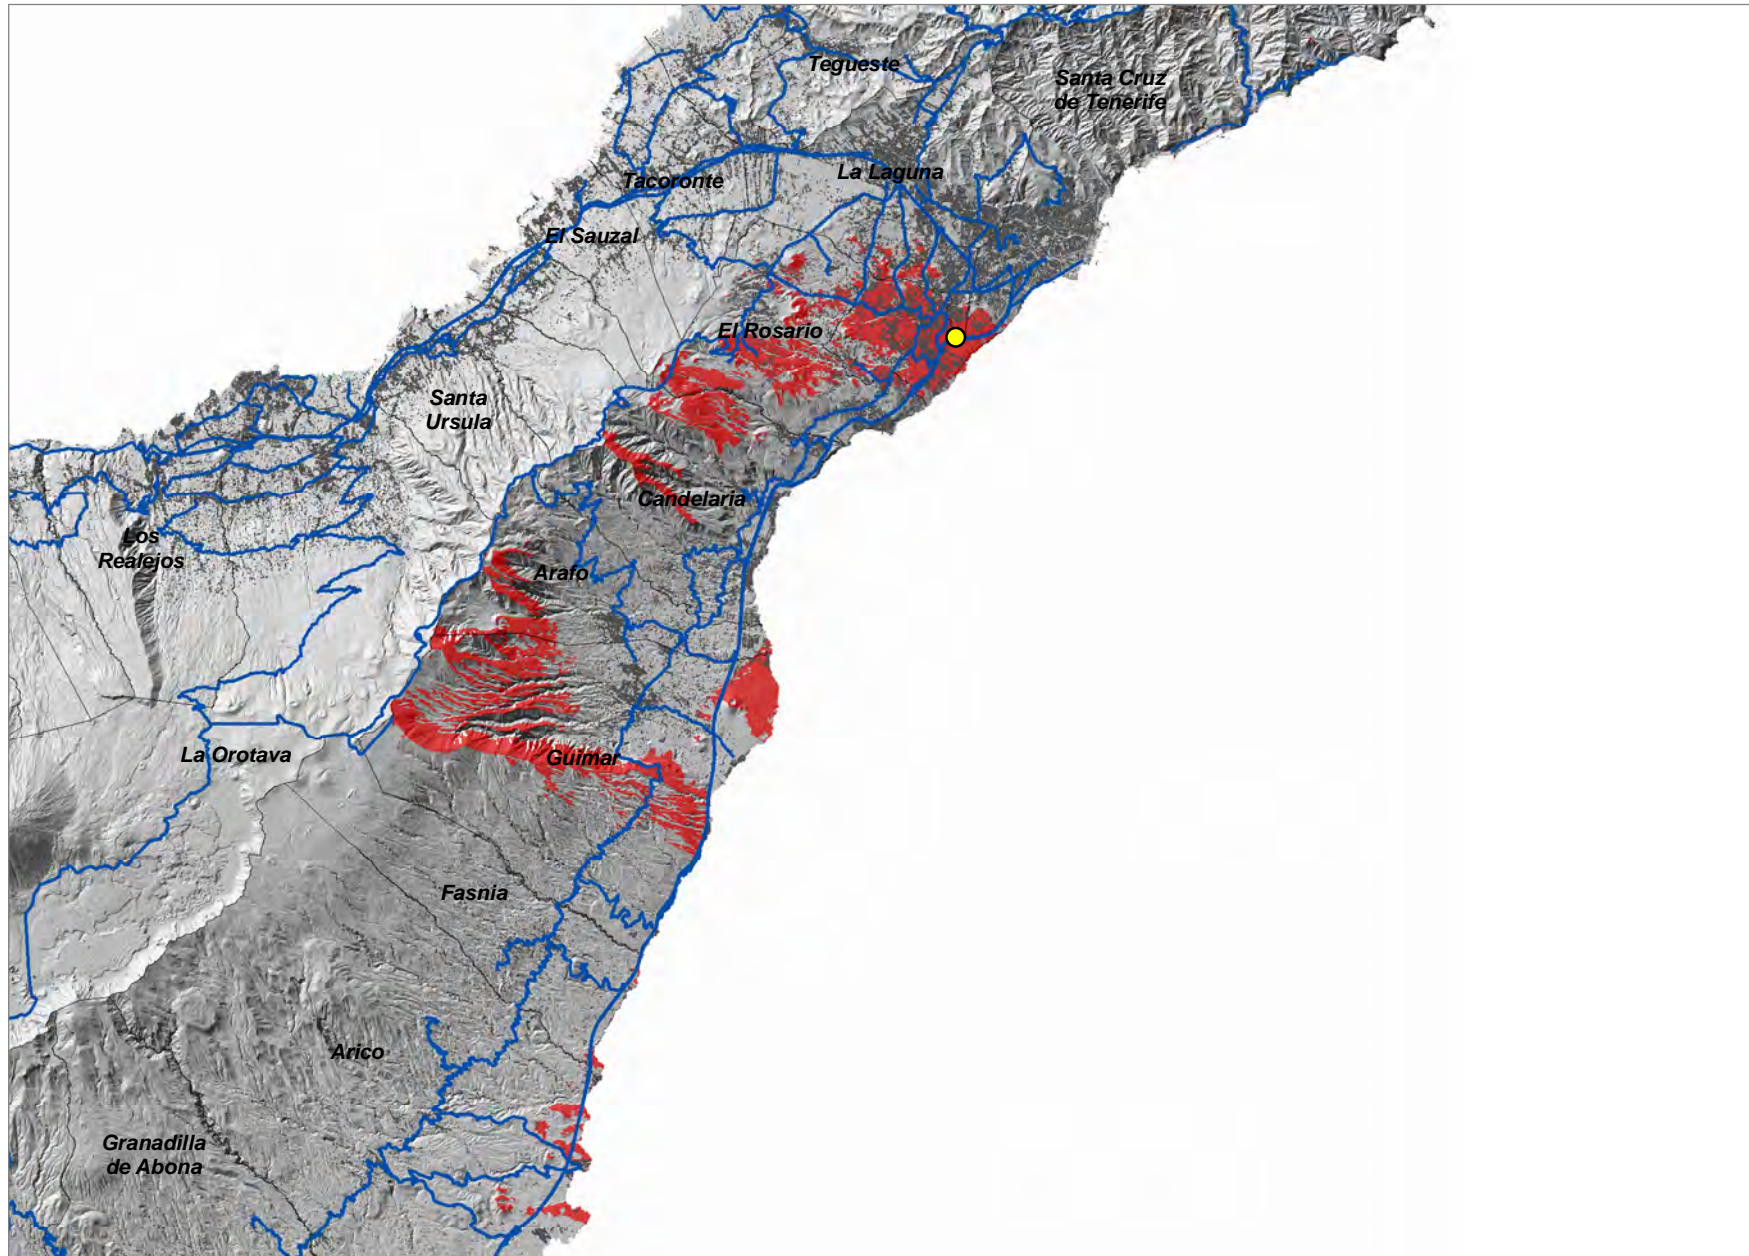 Tegueste
Santa Cruz
de Tenerife
La Laguna
Tacoronte
El Sauzal
El Rosario
Santa
Ursula
Candelaria
Los
Realejos
Arafo
La Orotava
Guimar
Fasnia
Arico
Granadilla
de Abona